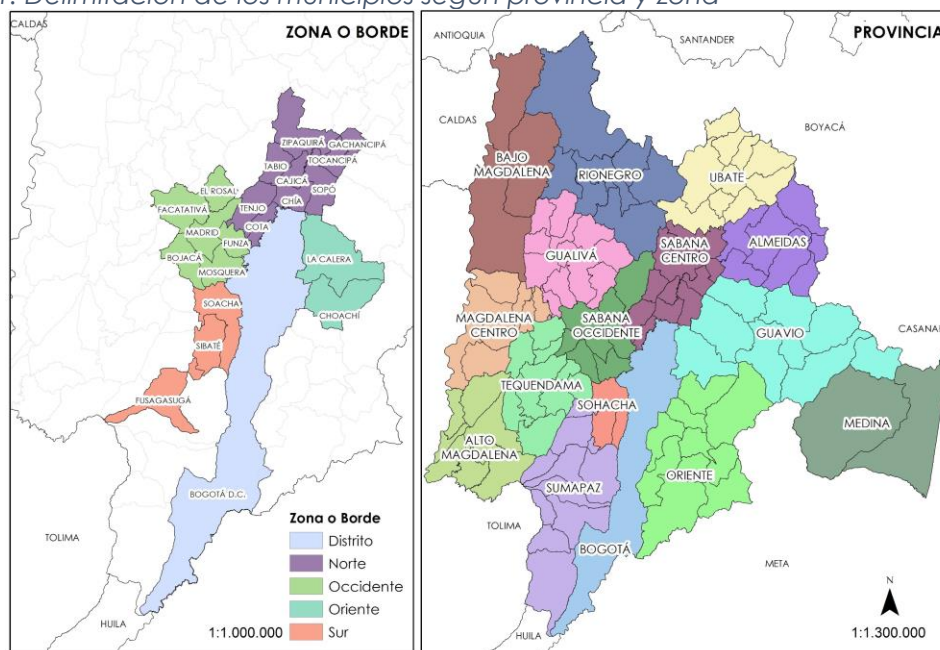 1. Delimitación de los municipios según provincia y zona
CALDAS
ZONA O BORDE
ZIPAQUIRÁ
GACHANCIPÁ
TABIO
TOCANCIPÁ
CAJICÁ
SOPÓ
EL ROSAL
CHÍA
TENJO
FACATATIVÁ
COTA
MADRID
FUNZA
BOJACÁ
LA CALERA
MOSQUERA
SOACHA
CHOACHÍ
SIBATÉ
FUSAGASUGÁ
BOGOTÁ D.C.
TOLIMA
HUILA
Zona o Borde
Distrito
Norte
Occidente
Oriente
Sur
1:1.000.000
ANTIOQUIA
SANTANDER
PROVINCIA
CALDAS
BOYACÁ
BAJO
MAGDALENA
RIONEGRO
UBATE
GUALIVÁ
SABANA
CENTRO
ALMEIDAS
MAGDALENA
CENTRO
SABANA
OCCIDENTE
GUAVIO
CASANAR
TEQUENDAMA
SOHACHA
MEDINA
ALTO
MAGDALENA
SUMAPAZ
ORIENTE
TOLIMA
BOGOTÁ
META
HUILA
N
1:1.300.000